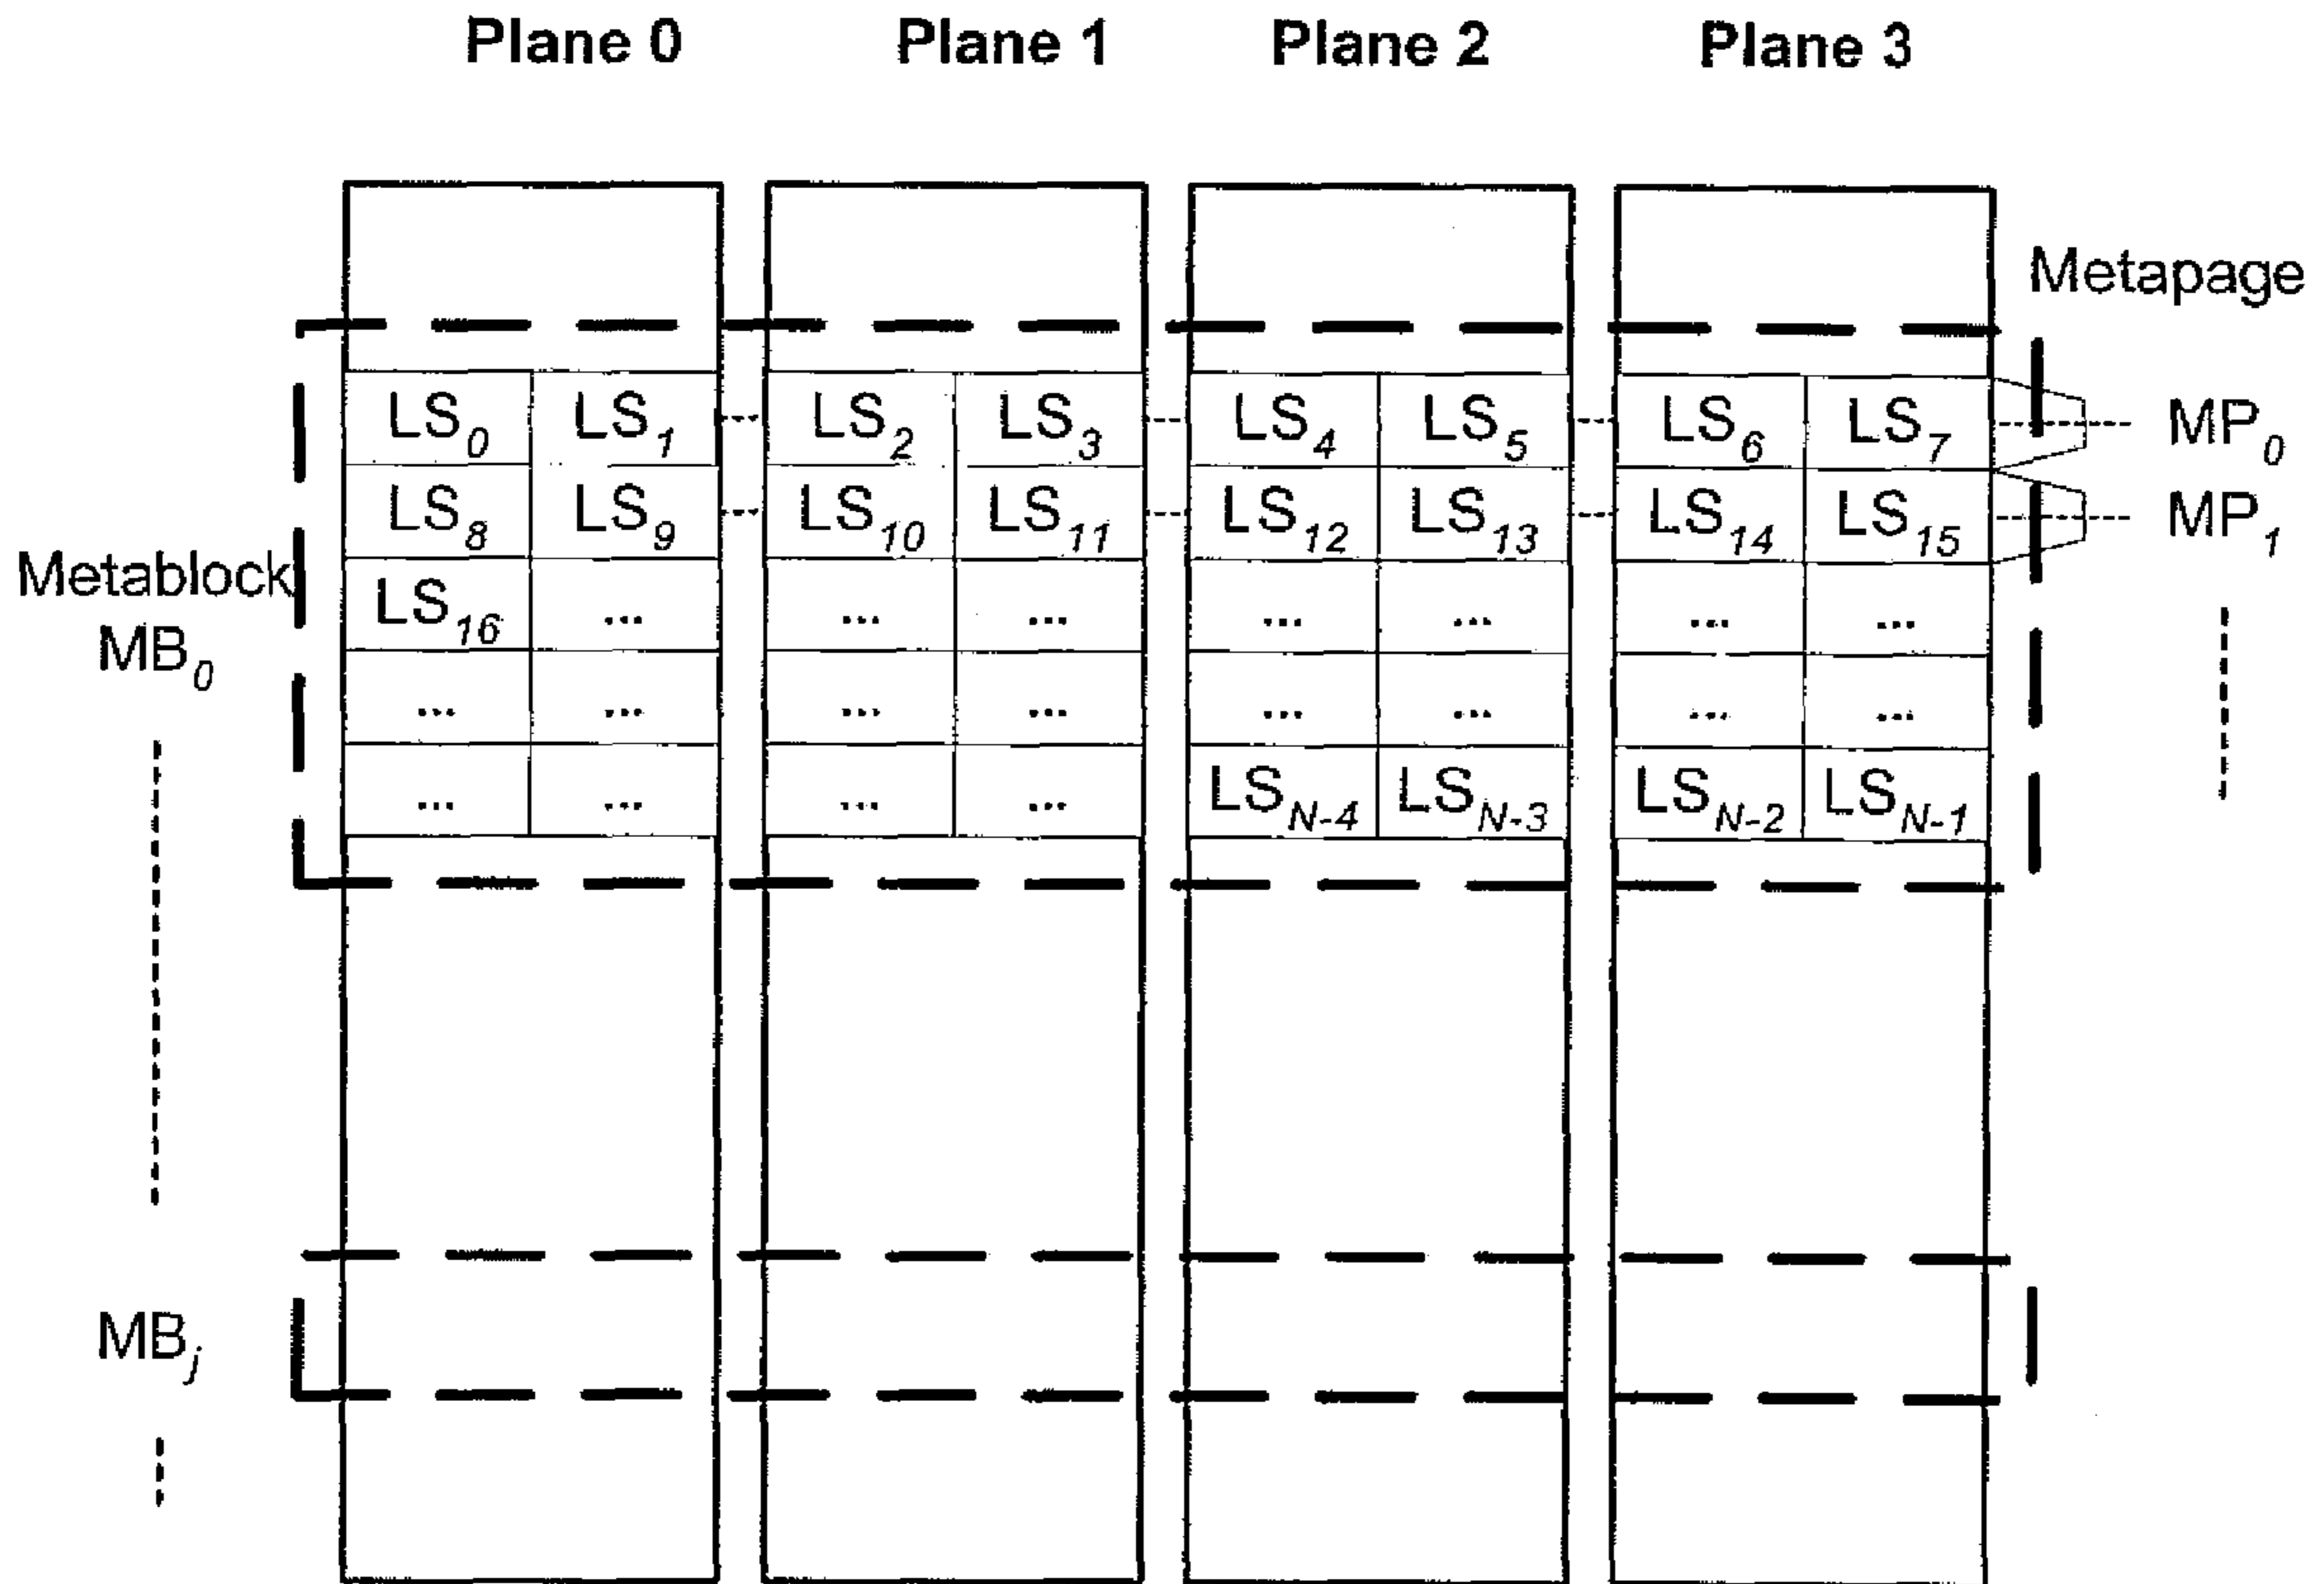 Plane 0 Plane 1 Plane 2 Plane 3
Metapage
LS0 LS1 LS2 LS3 LS4 LS5 LS6 LS7 MP0
LS8 LS9 LS10 LS11 LS12 LS13 LS14 LS15 MP1
Metablock
LS16 ... ... ... ... ... ... ...
MB0
... ... ... ... ... ... ... ...
... ... ... ... LSN-4 LSN-3 LSN-2 LSN-1
MBj